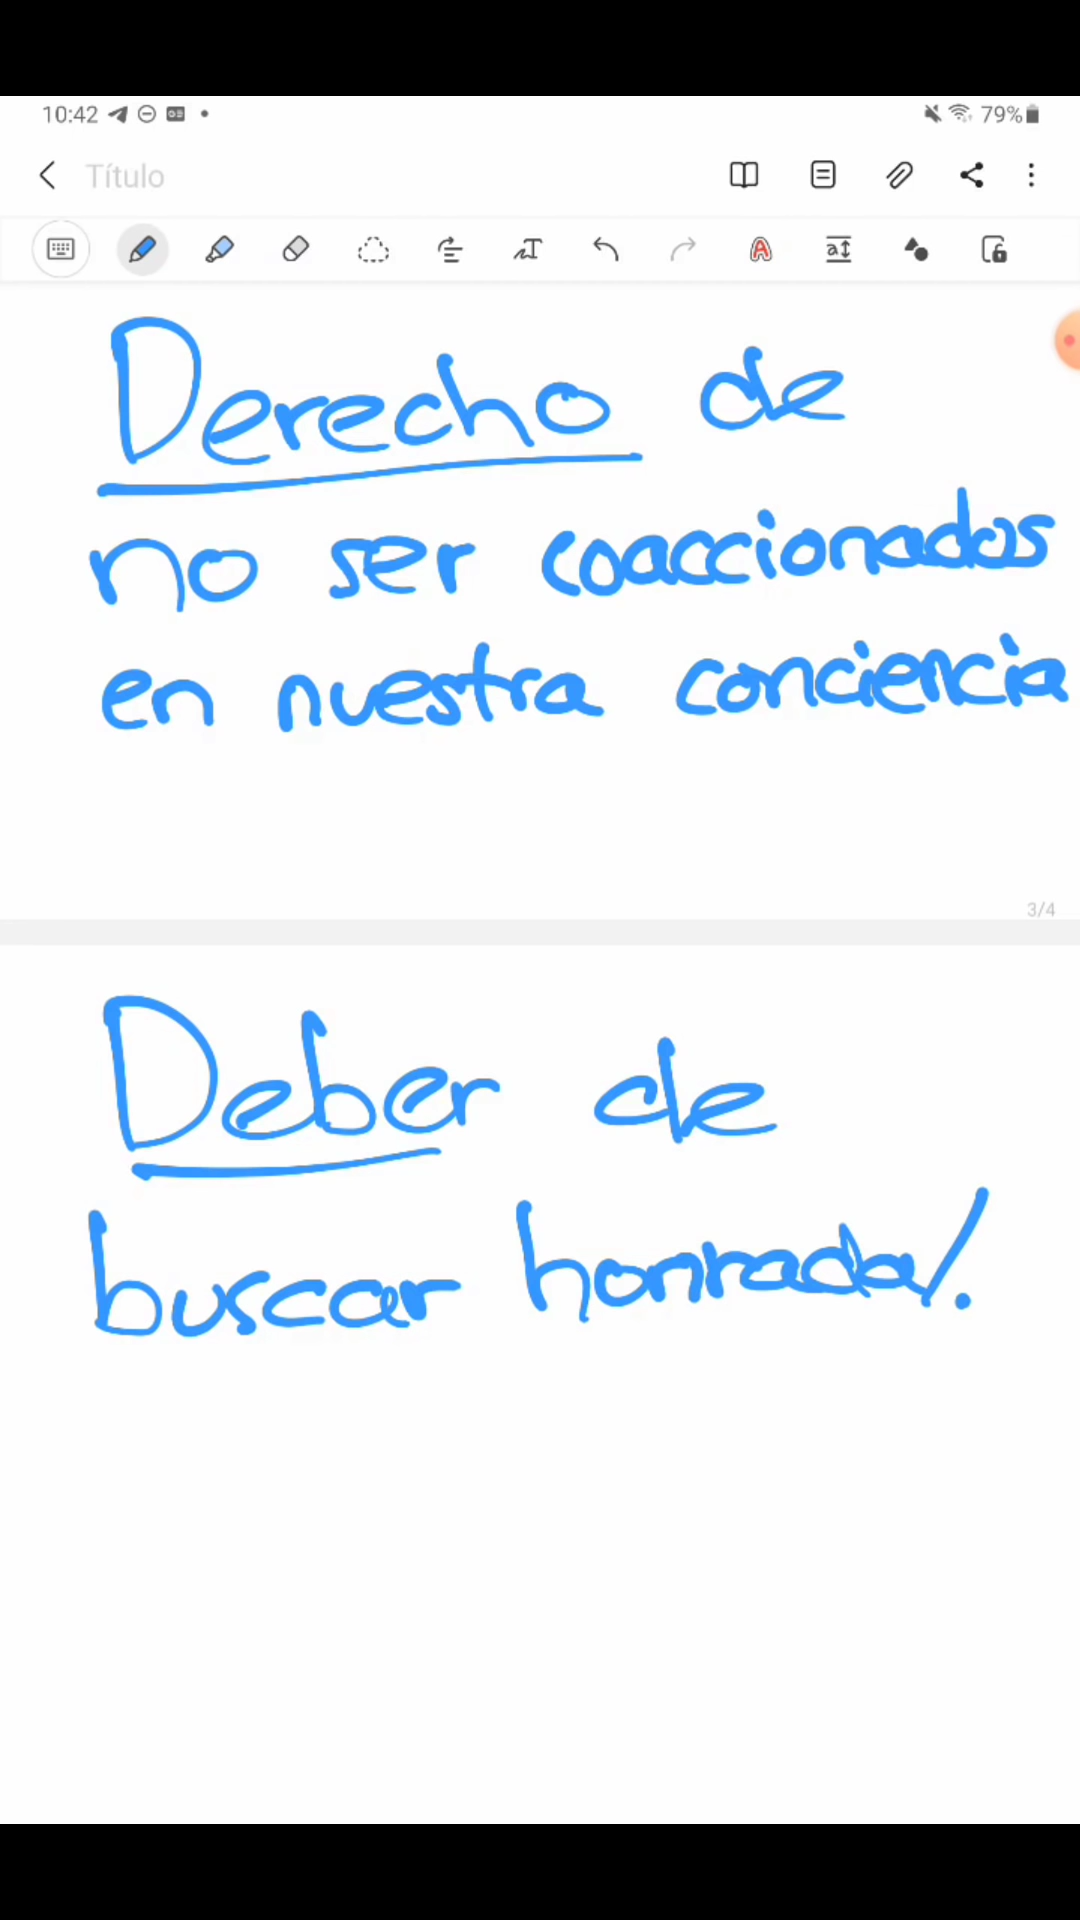 10:42
79%
Título
Derecho de
no ser coaccionados
en nuestra conciencia
3/4
Deber de
buscar honrada/.